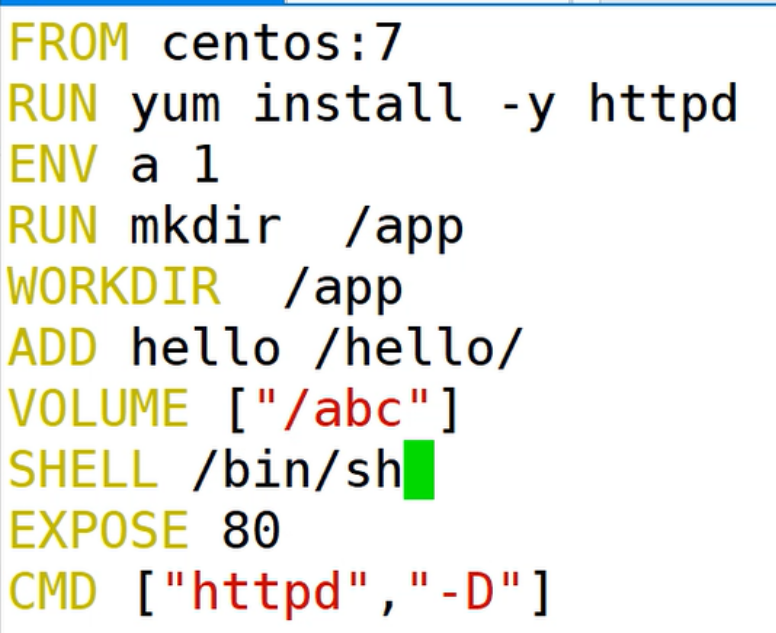 FROM centos:7
RUN yum install -y httpd
ENV a 1
RUN mkdir  /app
WORKDIR  /app
ADD hello /hello/
VOLUME ["/abc"]
SHELL /bin/sh
EXPOSE 80
CMD ["httpd","-D"]